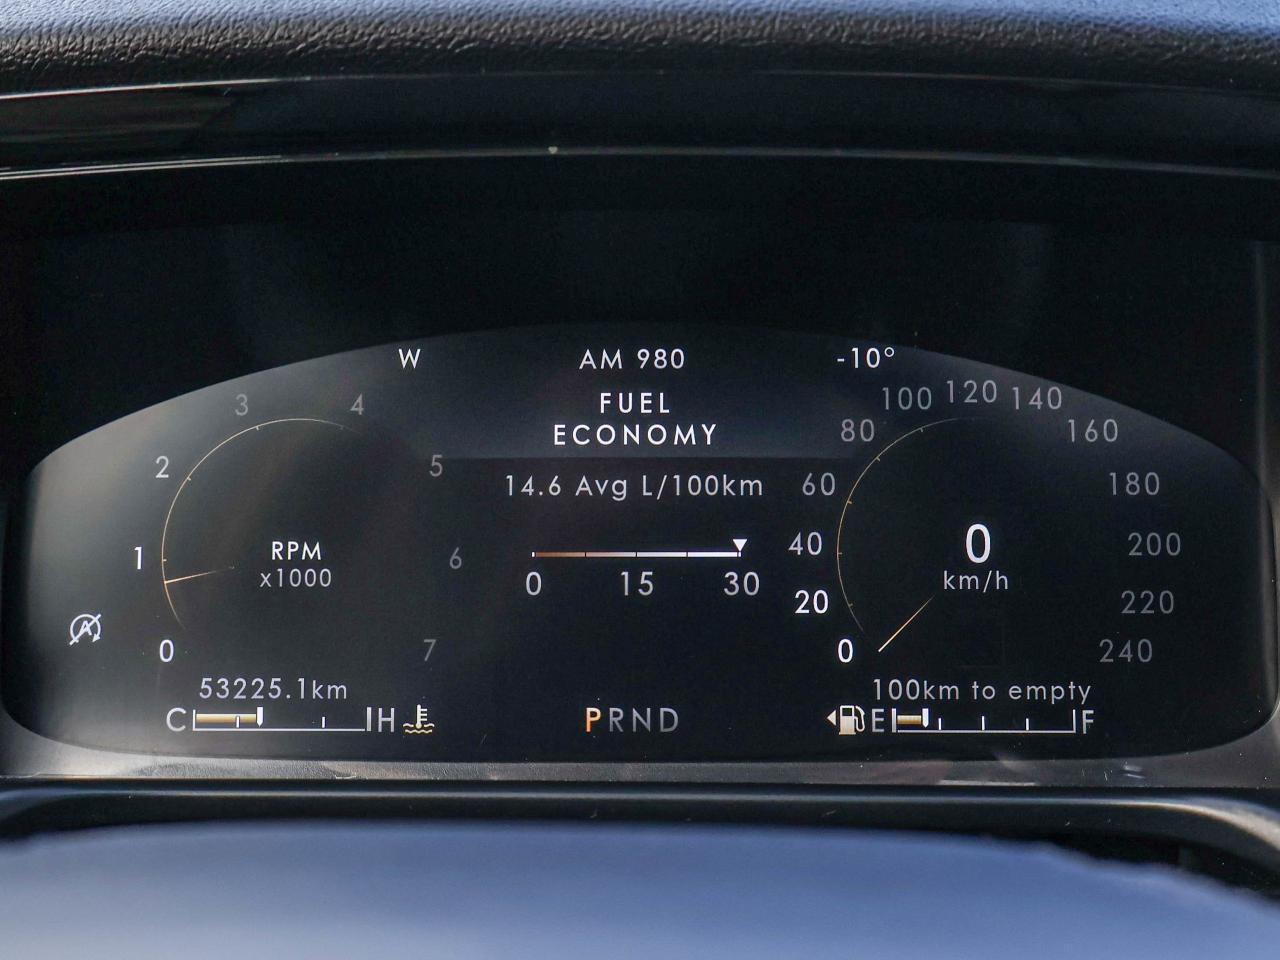 W AM 980 -10°
FUEL
ECONOMY
14.6 Avg L/100km
0 15 30
0 1 2 3 4 5 6 7
RPM
x1000
0 20 40 60 80 100 120 140 160 180 200 220 240
0
km/h
A
53225.1km
C H
PRND
100km to empty
E F